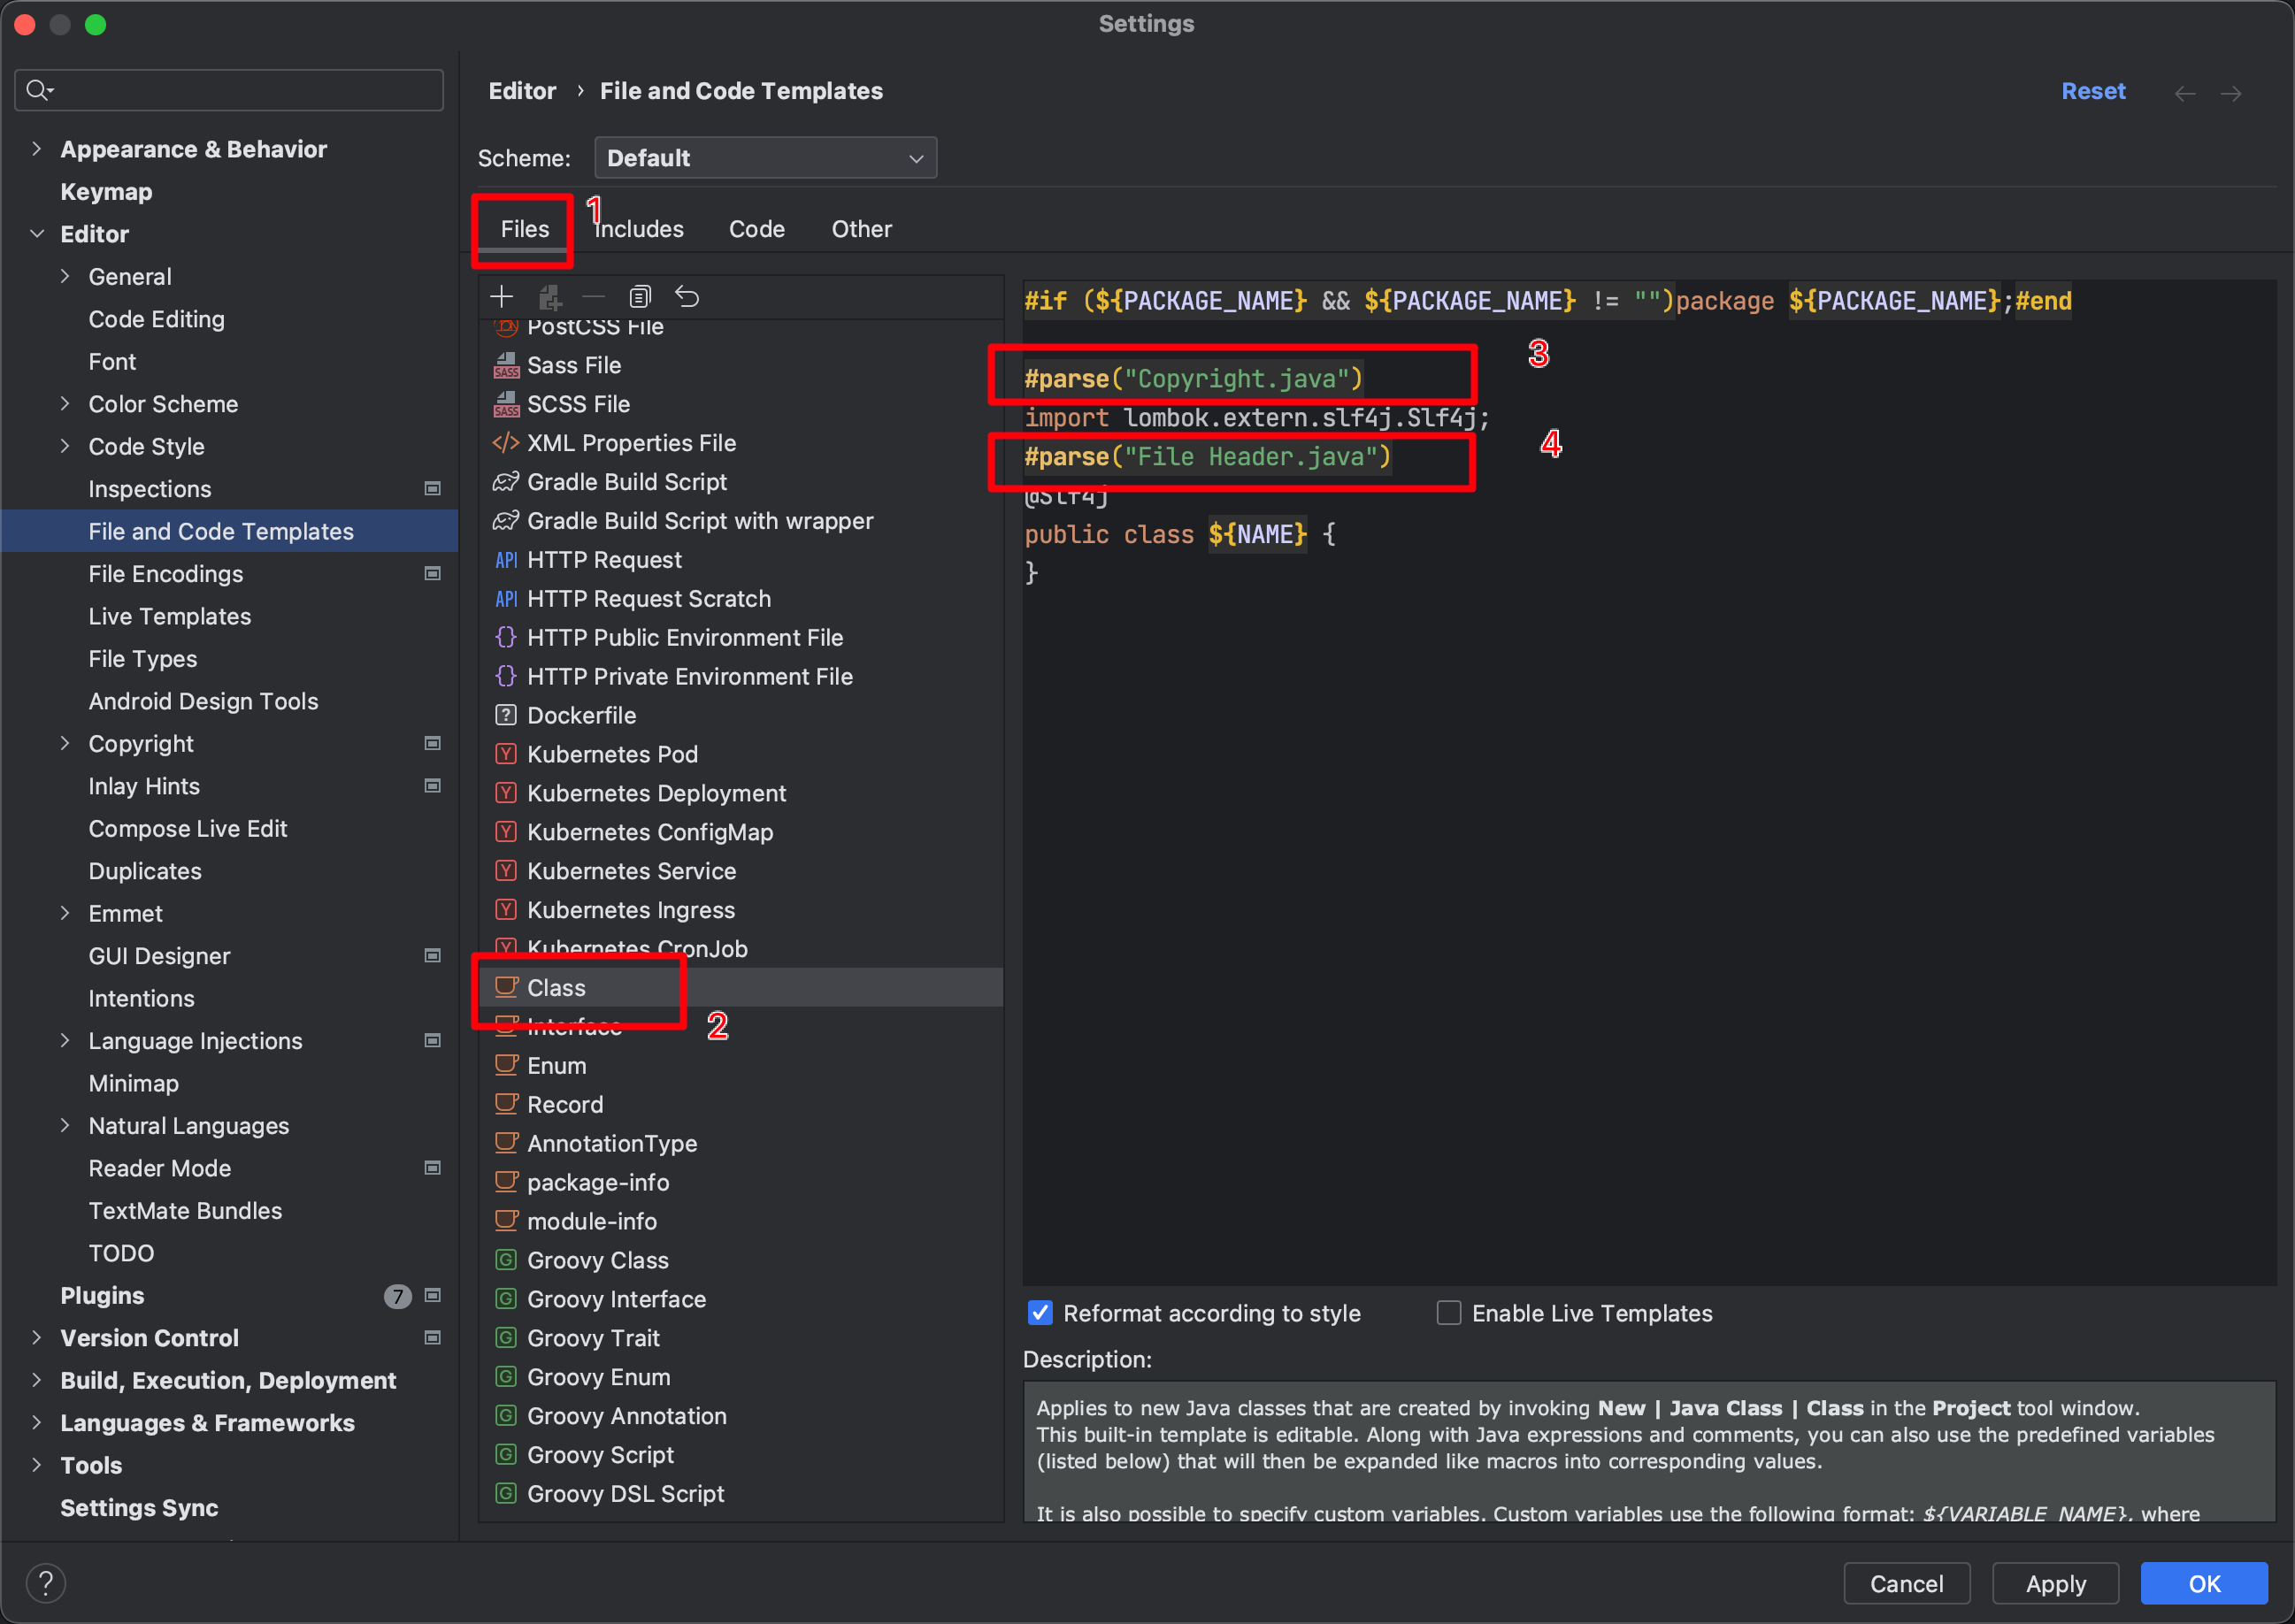 Settings
Editor › File and Code Templates
Reset
Scheme: Default
Files
1
Includes
Code
Other
Appearance & Behavior
Keymap
Editor
General
Code Editing
Font
Color Scheme
Code Style
Inspections
File and Code Templates
File Encodings
Live Templates
File Types
Android Design Tools
Copyright
Inlay Hints
Compose Live Edit
Duplicates
Emmet
GUI Designer
Intentions
Language Injections
Minimap
Natural Languages
Reader Mode
TextMate Bundles
TODO
Plugins 7
Version Control
Build, Execution, Deployment
Languages & Frameworks
Tools
Settings Sync
PostCSS File
SASS Sass File
SASS SCSS File
</> XML Properties File
Gradle Build Script
Gradle Build Script with wrapper
API HTTP Request
API HTTP Request Scratch
{} HTTP Public Environment File
{} HTTP Private Environment File
? Dockerfile
Y Kubernetes Pod
Y Kubernetes Deployment
Y Kubernetes ConfigMap
Y Kubernetes Service
Y Kubernetes Ingress
Y Kubernetes CronJob
Class
2
Interface
Enum
Record
AnnotationType
package-info
module-info
G Groovy Class
G Groovy Interface
G Groovy Trait
G Groovy Enum
G Groovy Annotation
G Groovy Script
G Groovy DSL Script
#if (${PACKAGE_NAME} && ${PACKAGE_NAME} != "")package ${PACKAGE_NAME};#end
3
#parse("Copyright.java")
import lombok.extern.slf4j.Slf4j;
4
#parse("File Header.java")
@Slf4j
public class ${NAME} {
}
Reformat according to style
Enable Live Templates
Description:
Applies to new Java classes that are created by invoking New | Java Class | Class in the Project tool window.
This built-in template is editable. Along with Java expressions and comments, you can also use the predefined variables
(listed below) that will then be expanded like macros into corresponding values.
It is also possible to specify custom variables. Custom variables use the following format: ${VARIABLE_NAME}, where
?
Cancel
Apply
OK